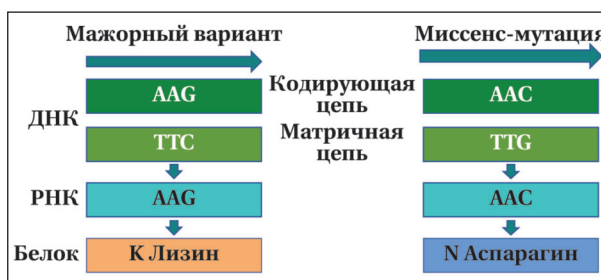 Мажорный вариант Миссенс-мутация
ДНК AAG Кодирующая цепь AAC
TTC Матричная цепь TTG
РНК AAG AAC
Белок K Лизин N Аспарагин